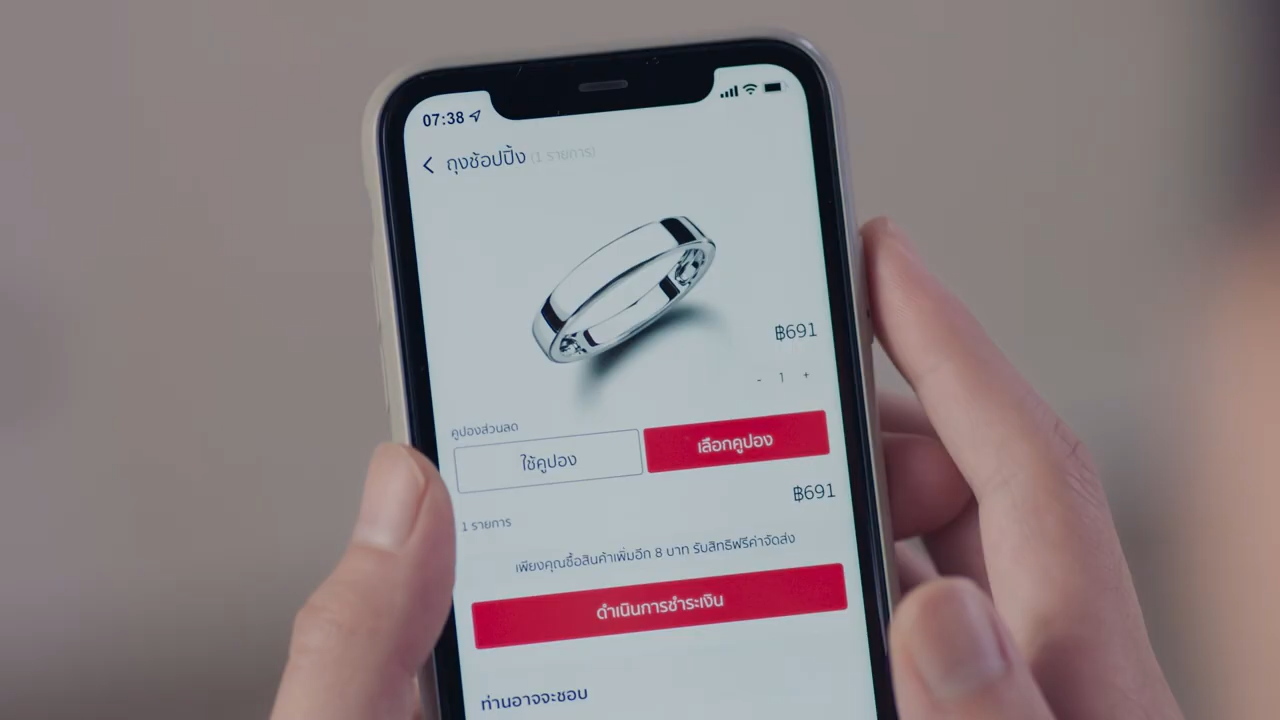 07:38
ถุงช้อปปิ้ง (1 รายการ)
฿691
- 1 +
คูปองส่วนลด
ใช้คูปอง
เลือกคูปอง
฿691
1 รายการ
เพียงคุณซื้อสินค้าเพิ่มอีก 8 บาท รับสิทธิฟรีค่าจัดส่ง
ดำเนินการชำระเงิน
ท่านอาจจะชอบ